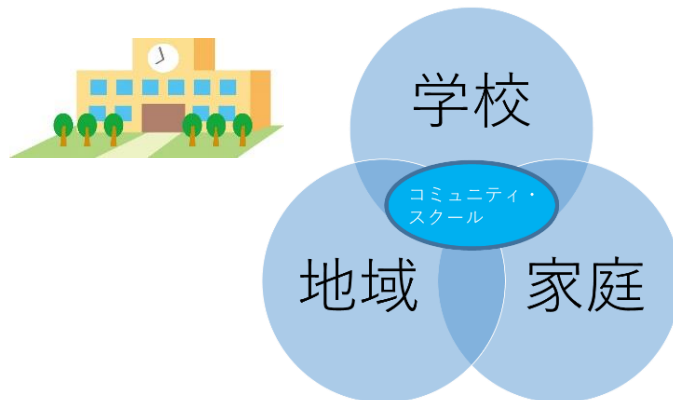 学校
コミュニティ・
スクール
地域
家庭